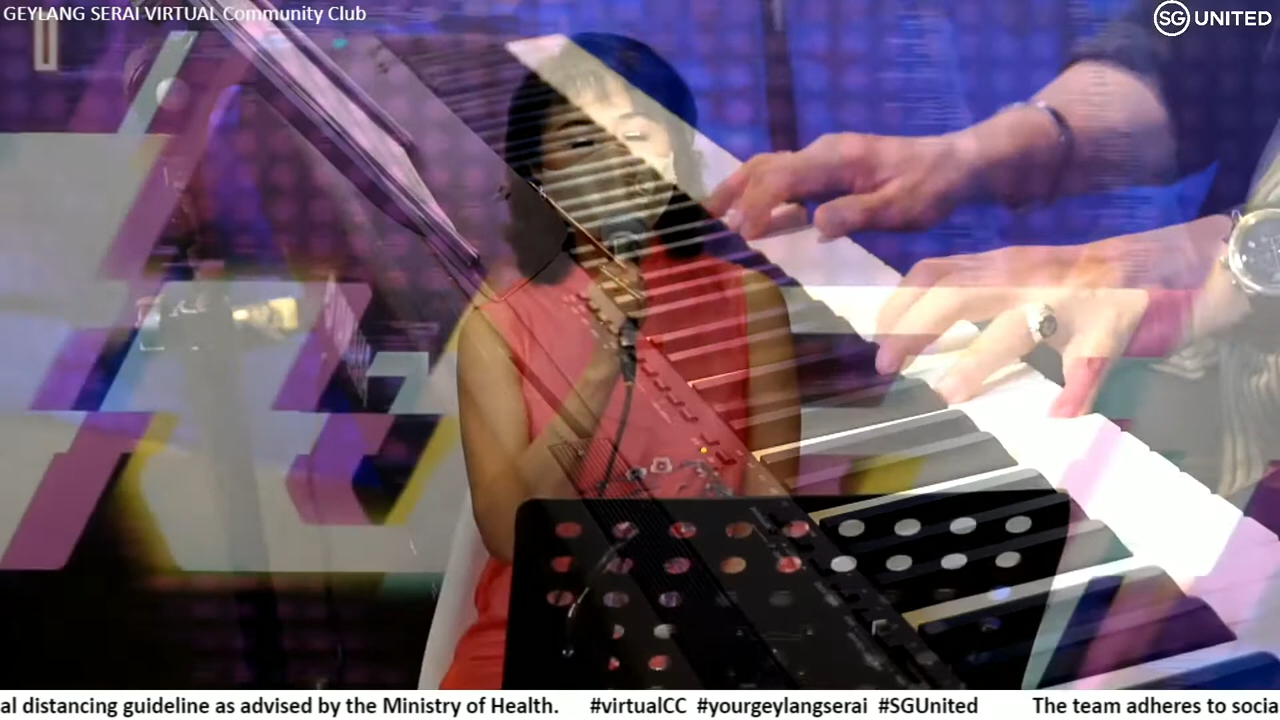 GEYLANG SERAI VIRTUAL Community Club
SG UNITED
al distancing guideline as advised by the Ministry of Health. #virtualCC #yourgeylangserai #SGUnited The team adheres to socia